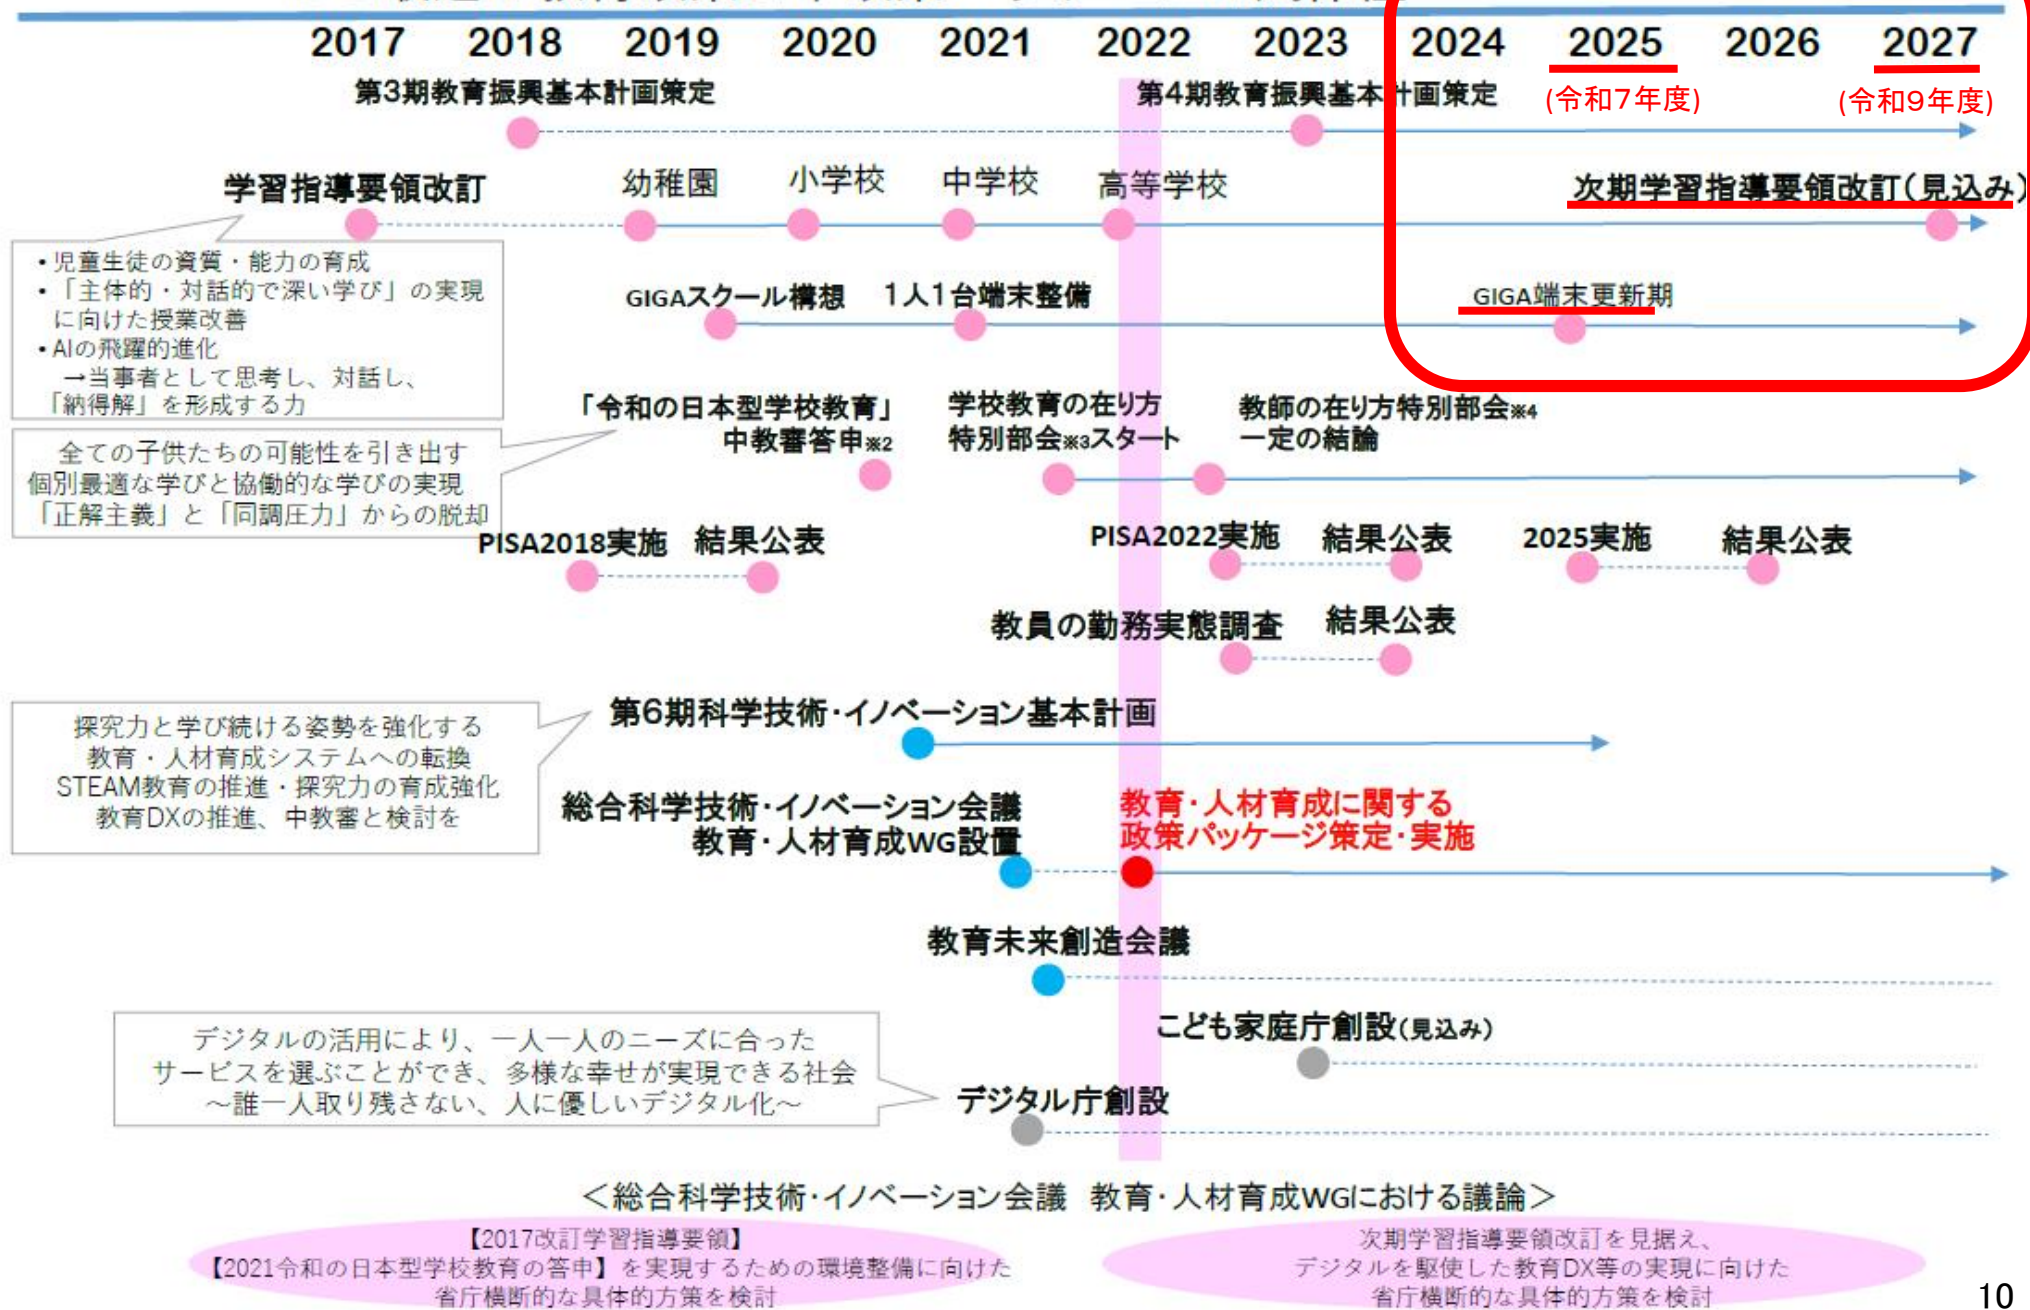 2017 2018 2019 2020 2021 2022 2023 2024 2025 2026 2027
(令和7年度) (令和9年度)
第3期教育振興基本計画策定 第4期教育振興基本計画策定
学習指導要領改訂 幼稚園 小学校 中学校 高等学校 次期学習指導要領改訂(見込み)
・児童生徒の資質・能力の育成
・「主体的・対話的で深い学び」の実現
に向けた授業改善
・AIの飛躍的進化
→当事者として思考し、対話し、
「納得解」を形成する力
GIGAスクール構想 1人1台端末整備 GIGA端末更新期
「令和の日本型学校教育」
中教審答申※2
学校教育の在り方
特別部会※3スタート
教師の在り方特別部会※4
一定の結論
全ての子供たちの可能性を引き出す
個別最適な学びと協働的な学びの実現
「正解主義」と「同調圧力」からの脱却
PISA2018実施 結果公表 PISA2022実施 結果公表 2025実施 結果公表
教員の勤務実態調査 結果公表
第6期科学技術・イノベーション基本計画
探究力と学び続ける姿勢を強化する
教育・人材育成システムへの転換
STEAM教育の推進・探究力の育成強化
教育DXの推進、中教審と検討を
総合科学技術・イノベーション会議
教育・人材育成WG設置
教育・人材育成に関する
政策パッケージ策定・実施
教育未来創造会議
こども家庭庁創設(見込み)
デジタルの活用により、一人一人のニーズに合った
サービスを選ぶことができ、多様な幸せが実現できる社会
～誰一人取り残さない、人に優しいデジタル化～
デジタル庁創設
＜総合科学技術・イノベーション会議 教育・人材育成WGにおける議論＞
【2017改訂学習指導要領】
【2021令和の日本型学校教育の答申】を実現するための環境整備に向けた
省庁横断的な具体的方策を検討
次期学習指導要領改訂を見据え、
デジタルを駆使した教育DX等の実現に向けた
省庁横断的な具体的方策を検討
10